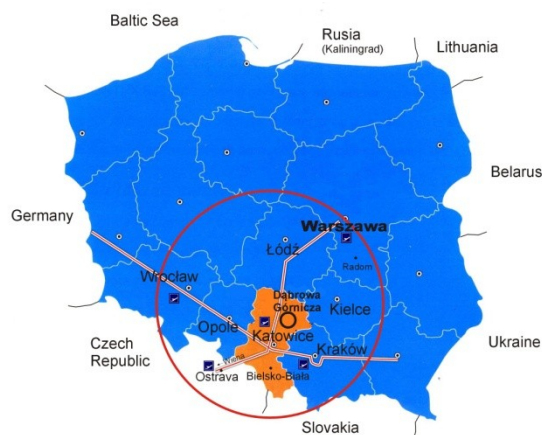 Baltic Sea
Rusia
(Kaliningrad)
Lithuania
Belarus
Germany
Warszawa
Łódź
Radom
Wrocław
Dąbrowa
Górnicza
Kielce
Opole
Katowice
Czech
Republic
Kraków
Ukraine
Ostrava
Bielsko-Biała
Slovakia